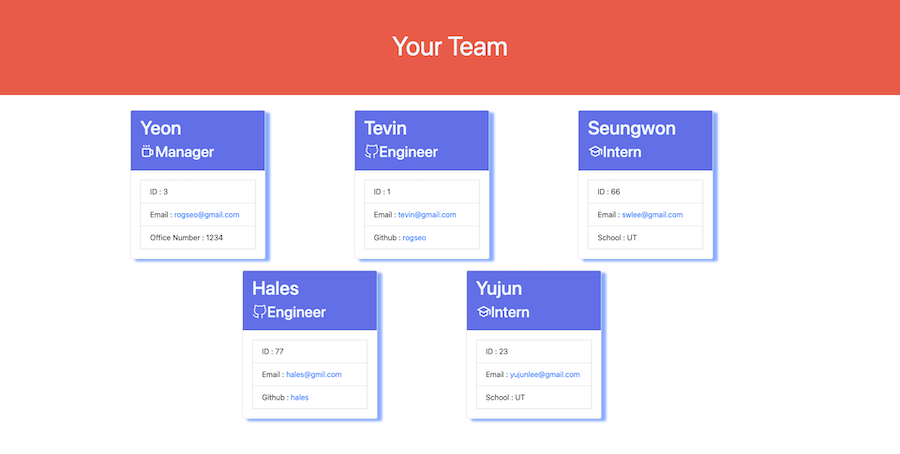 Your Team
Yeon
Manager
ID : 3
Email : rogseo@gmail.com
Office Number : 1234
Tevin
Engineer
ID : 1
Email : tevin@gmail.com
Github : rogseo
Seungwon
Intern
ID : 66
Email : swlee@gmail.com
School : UT
Hales
Engineer
ID : 77
Email : hales@gmil.com
Github : hales
Yujun
Intern
ID : 23
Email : yujunlee@gmail.com
School : UT